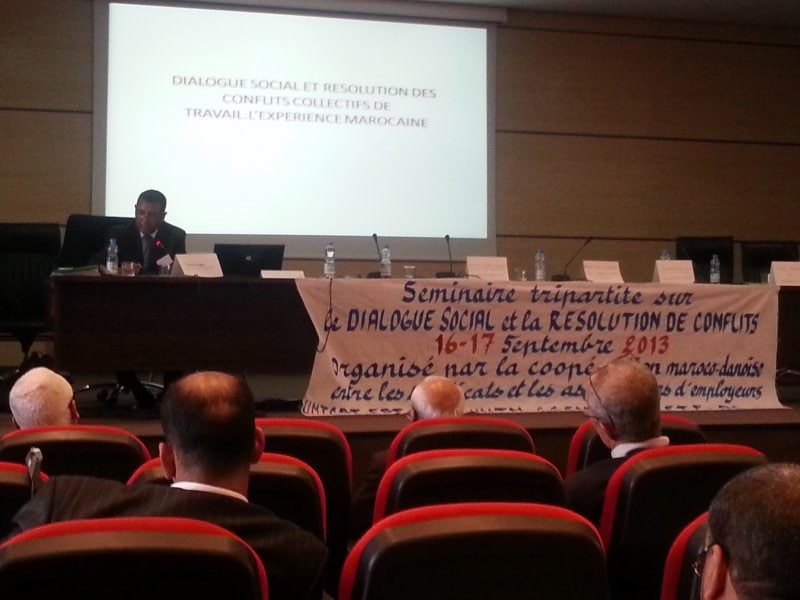 DIALOGUE SOCIAL ET RESOLUTION DES
CONFLITS COLLECTIFS DE
TRAVAIL:L'EXPERIENCE MAROCAINE
Seminaire tripartite sur
le DIALOGUE SOCIAL et la RESOLUTION DE CONFLITS
16-17 Septembre 2013
Organisé par la maroco-danoise
entre les et les d'employeurs